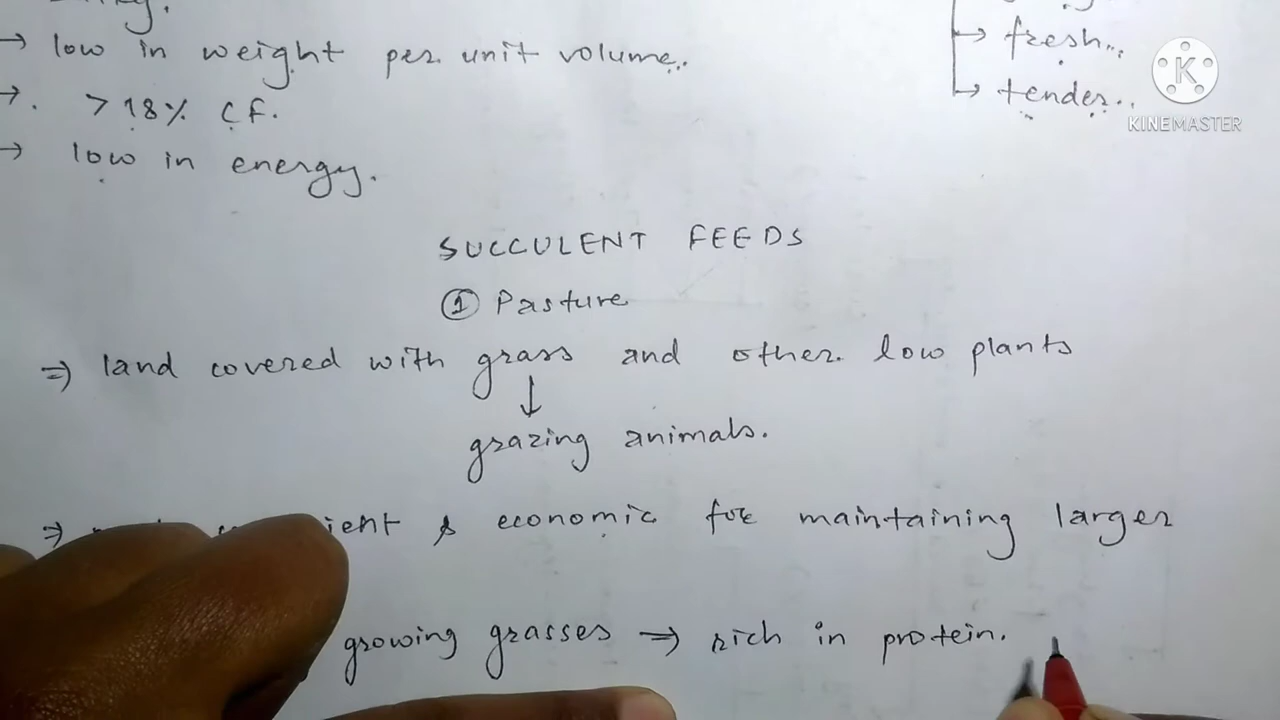 → low in weight per unit volume..
→ fresh..
→ tender..
→. > 18% CF.
→ low in energy.
SUCCULENT FEEDS
① Pasture
⇒ land covered with grass and other. low plants
↓
grazing animals.
⇒ & economic for maintaining larger
growing grasses ⇒ rich in protein.
K
KINEMASTER